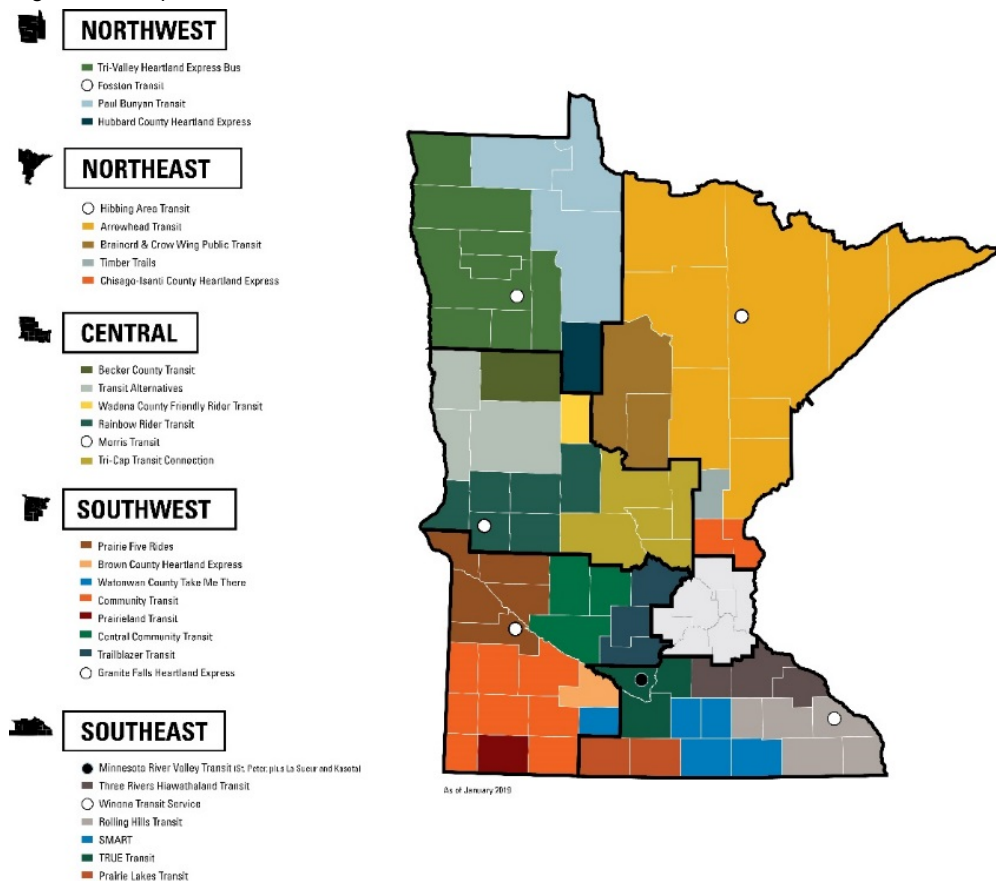 NORTHWEST
Tri-Valley Heartland Express Bus
Fosston Transit
Paul Bunyan Transit
Hubbard County Heartland Express
NORTHEAST
Hibbing Area Transit
Arrowhead Transit
Brainerd & Crow Wing Public Transit
Timber Trails
Chisago-Isanti County Heartland Express
CENTRAL
Becker County Transit
Transit Alternatives
Wadena County Friendly Rider Transit
Rainbow Rider Transit
Morris Transit
Tri-Cap Transit Connection
SOUTHWEST
Prairie Five Rides
Brown County Heartland Express
Watonwan County Take Me There
Community Transit
Prairieland Transit
Central Community Transit
Trailblazer Transit
Granite Falls Heartland Express
SOUTHEAST
Minnesota River Valley Transit (St. Peter, plus Le Sueur and Kasota)
Three Rivers Hiawathaland Transit
Winona Transit Service
Rolling Hills Transit
SMART
TRUE Transit
Prairie Lakes Transit
As of January 2019